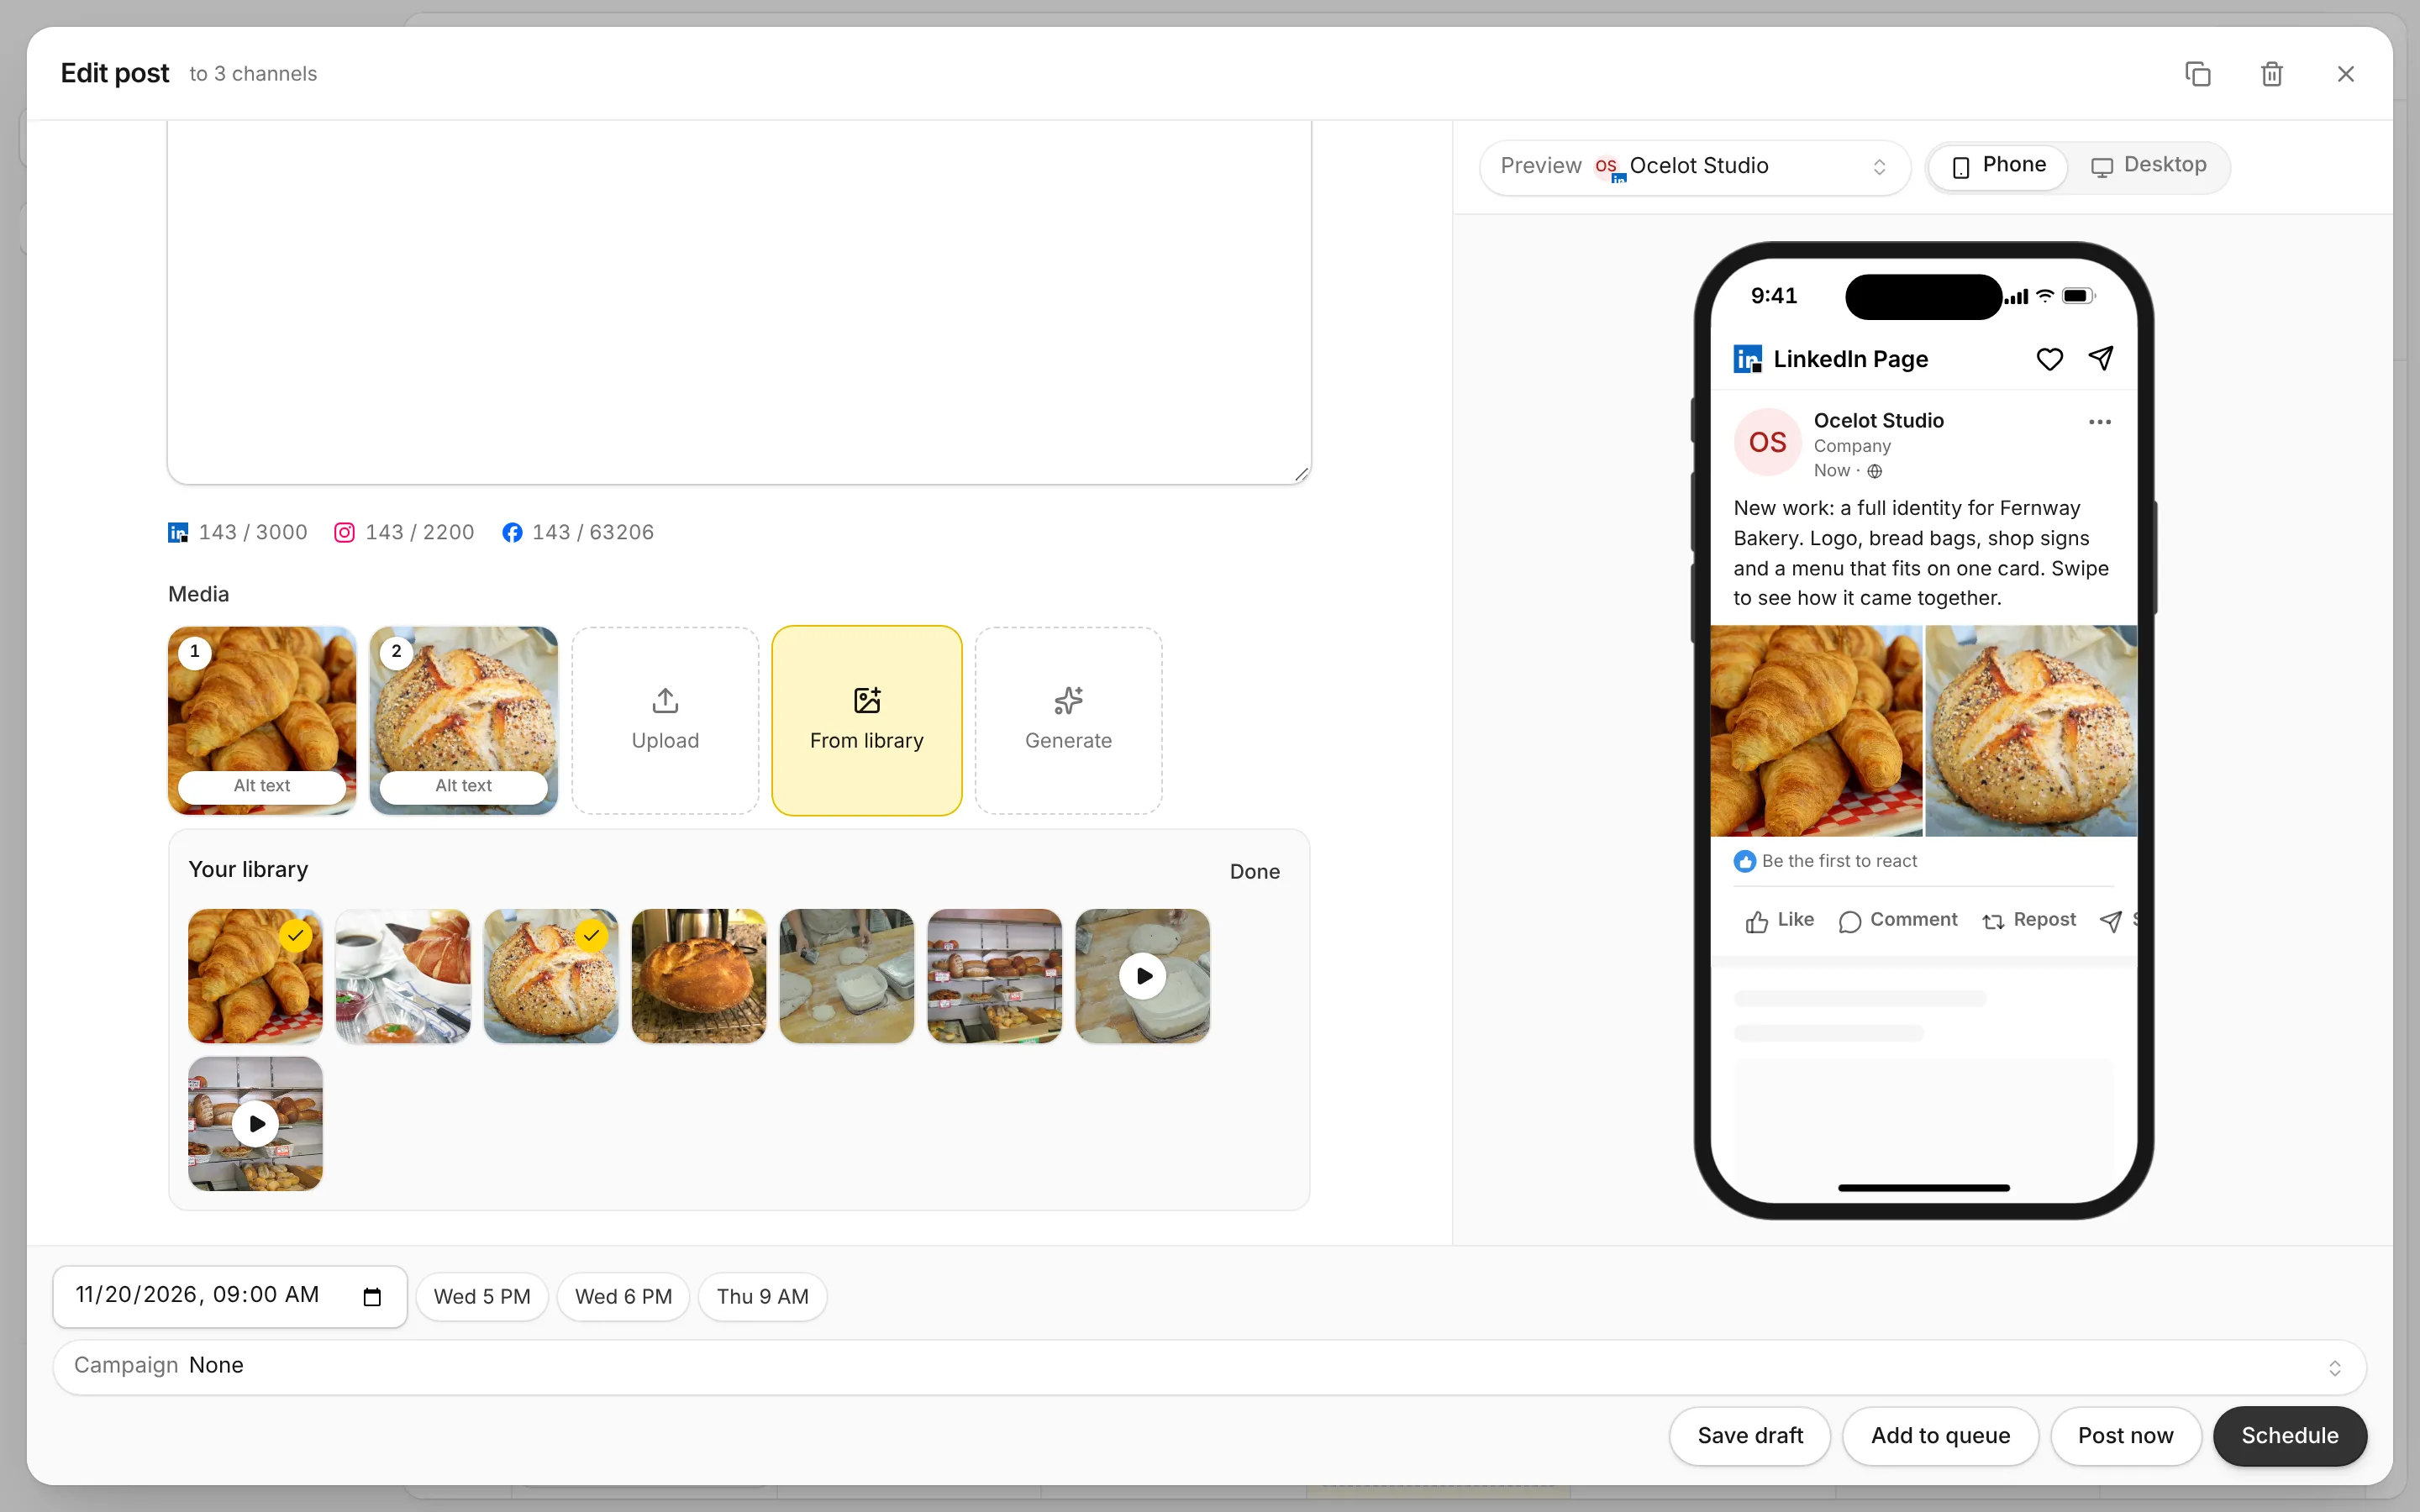 Edit post to 3 channels
143 / 3000 143 / 2200 143 / 63206
Media
1 2
Alt text Alt text
Upload From library Generate
Your library Done
11/20/2026, 09:00 AM Wed 5 PM Wed 6 PM Thu 9 AM
Campaign None
Save draft Add to queue Post now Schedule
Preview OS in Ocelot Studio Phone Desktop
9:41
in LinkedIn Page
OS Ocelot Studio
Company
Now ·
New work: a full identity for Fernway
Bakery. Logo, bread bags, shop signs
and a menu that fits on one card. Swipe
to see how it came together.
Be the first to react
Like Comment Repost